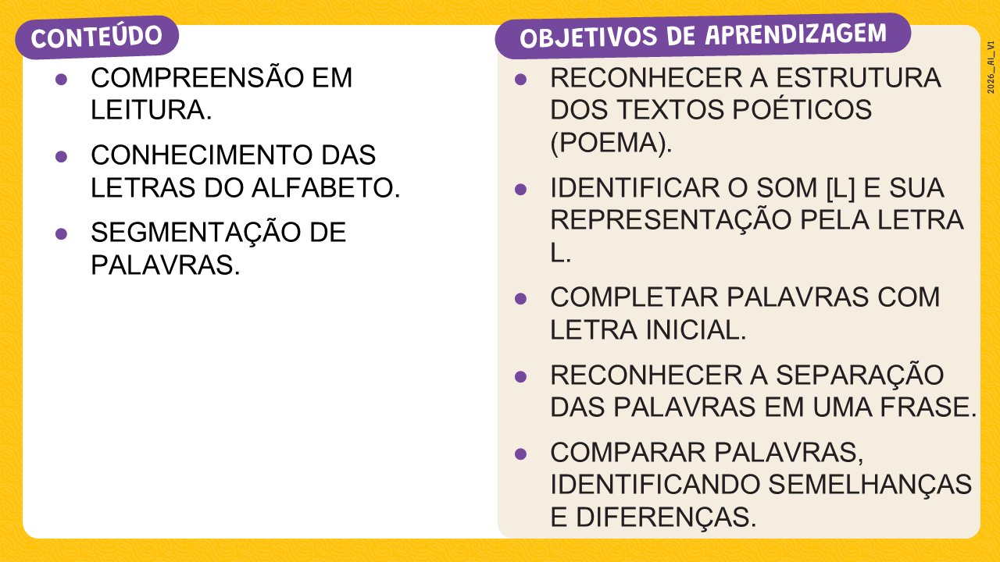 CONTEÚDO
● COMPREENSÃO EM
LEITURA.
● CONHECIMENTO DAS
LETRAS DO ALFABETO.
● SEGMENTAÇÃO DE
PALAVRAS.
OBJETIVOS DE APRENDIZAGEM
● RECONHECER A ESTRUTURA
DOS TEXTOS POÉTICOS
(POEMA).
● IDENTIFICAR O SOM [L] E SUA
REPRESENTAÇÃO PELA LETRA
L.
● COMPLETAR PALAVRAS COM
LETRA INICIAL.
● RECONHECER A SEPARAÇÃO
DAS PALAVRAS EM UMA FRASE.
● COMPARAR PALAVRAS,
IDENTIFICANDO SEMELHANÇAS
E DIFERENÇAS.
2026_AI_V1